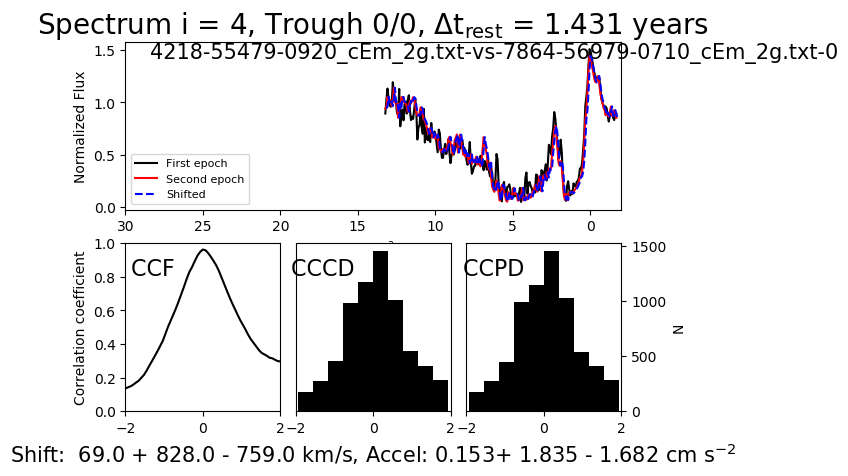 Spectrum i = 4, Trough 0/0, Δt_rest = 1.431 years
4218-55479-0920_cEm_2g.txt-vs-7864-56979-0710_cEm_2g.txt-0
Normalized Flux
1.5
1.0
0.5
0.0
First epoch
Second epoch
Shifted
30 25 20 15 10 5 0
Correlation coefficient
1.0
0.8
0.6
0.4
0.2
0.0
CCF
−2 0 2
CCCD
−2 0 2
CCPD
−2 0 2
1500
1000
500
0
N
Shift:  69.0 + 828.0 - 759.0 km/s, Accel: 0.153+ 1.835 - 1.682 cm s⁻²